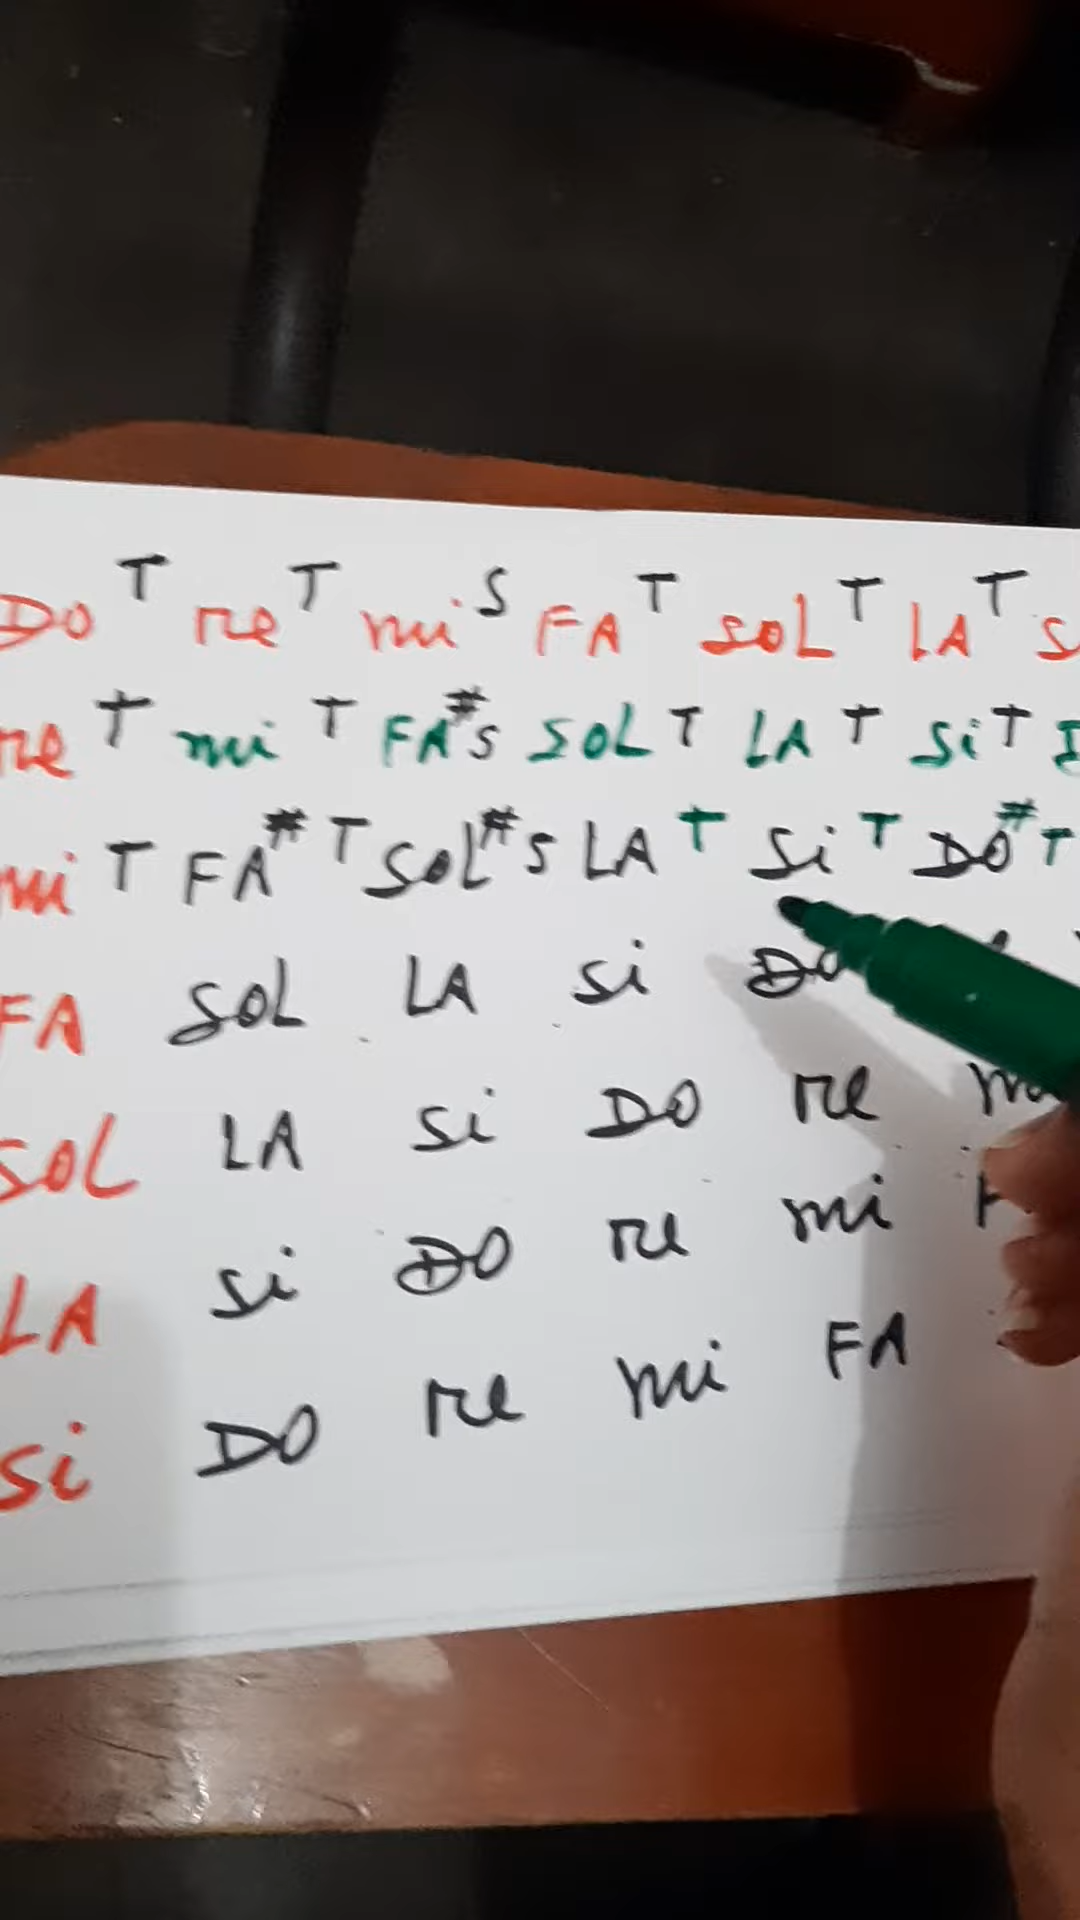 DO T re T mi S FA T SOL T LA T
re T mi T FA# S SOL T LA T Si T
mi T FA# T SOL# S LA T Si T DO# T
FA SOL LA Si DO
SOL LA Si DO re
LA Si DO re mi
Si DO re mi FA